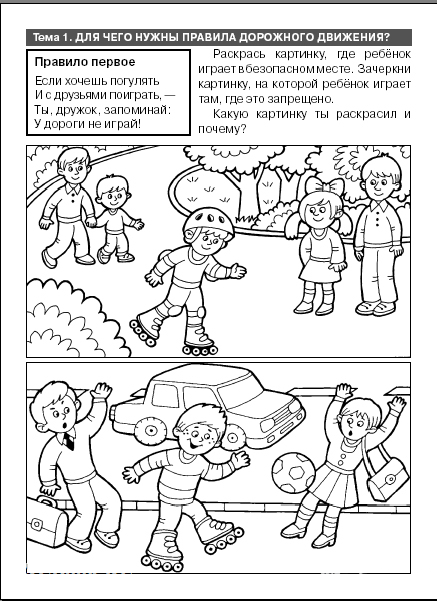 Тема 1. ДЛЯ ЧЕГО НУЖНЫ ПРАВИЛА ДОРОЖНОГО ДВИЖЕНИЯ?
Правило первое
Если хочешь погулять
И с друзьями поиграть, —
Ты, дружок, запоминай:
У дороги не играй!
Раскрась картинку, где ребёнок
играет в безопасном месте. Зачеркни
картинку, на которой ребёнок играет
там, где это запрещено.
Какую картинку ты раскрасил и
почему?